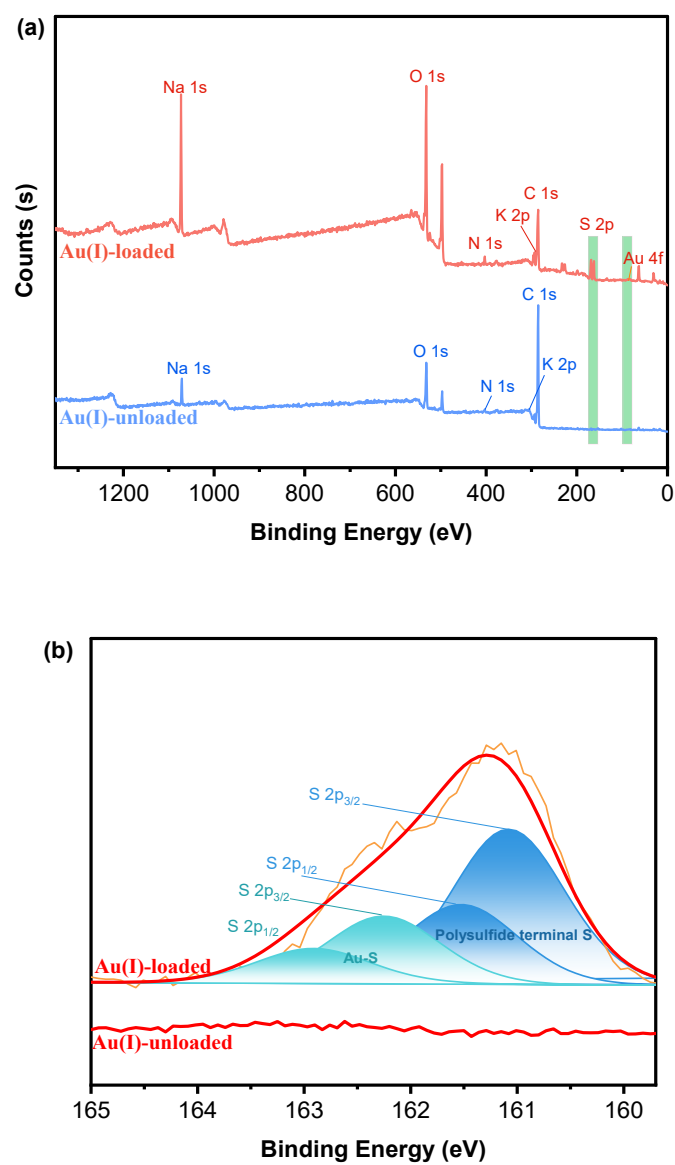 (a)
Na 1s
O 1s
C 1s
K 2p
N 1s
S 2p
Au 4f
Au(I)-loaded
C 1s
O 1s
K 2p
N 1s
Na 1s
Au(I)-unloaded
Counts (s)
1200 1000 800 600 400 200 0
Binding Energy (eV)
(b)
S 2p3/2
S 2p1/2
S 2p3/2
S 2p1/2
Polysulfide terminal S
Au-S
Au(I)-loaded
Au(I)-unloaded
165 164 163 162 161 160
Binding Energy (eV)